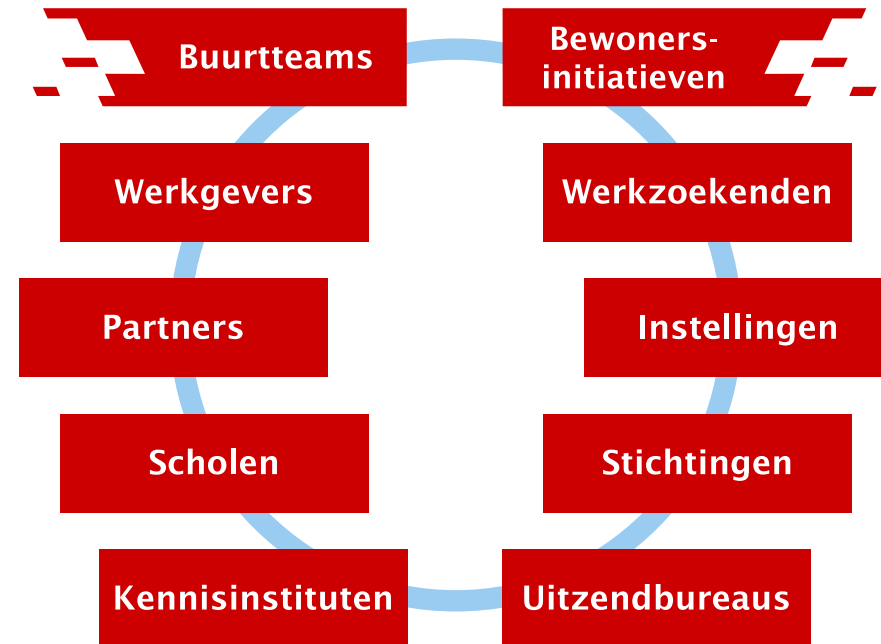 Buurtteams
Bewoners-
initiatieven
Werkgevers
Werkzoekenden
Partners
Instellingen
Scholen
Stichtingen
Kennisinstituten
Uitzendbureaus